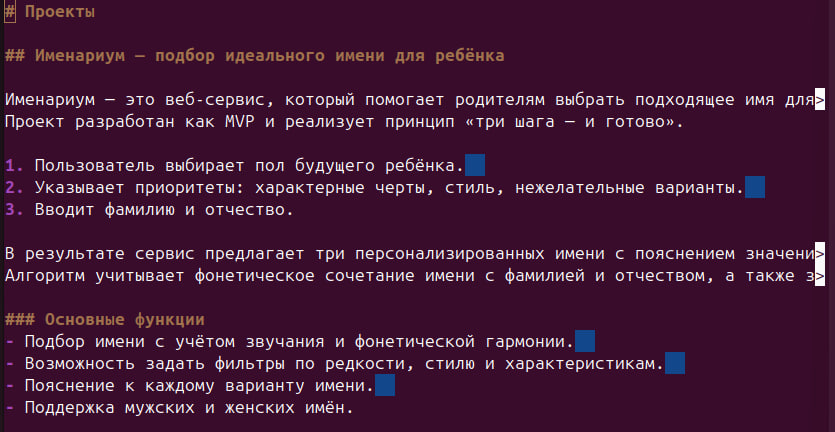 # Проекты
## Именариум — подбор идеального имени для ребёнка
Именариум — это веб-сервис, который помогает родителям выбрать подходящее имя для>
Проект разработан как MVP и реализует принцип «три шага — и готово».
1. Пользователь выбирает пол будущего ребёнка.
2. Указывает приоритеты: характерные черты, стиль, нежелательные варианты.
3. Вводит фамилию и отчество.
В результате сервис предлагает три персонализированных имени с пояснением значени>
Алгоритм учитывает фонетическое сочетание имени с фамилией и отчеством, а также з>
### Основные функции
- Подбор имени с учётом звучания и фонетической гармонии.
- Возможность задать фильтры по редкости, стилю и характеристикам.
- Пояснение к каждому варианту имени.
- Поддержка мужских и женских имён.